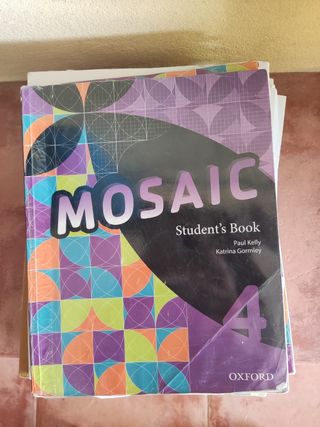 MOSAIC
Student's Book
Paul Kelly
Katrina Gormley
4
OXFORD